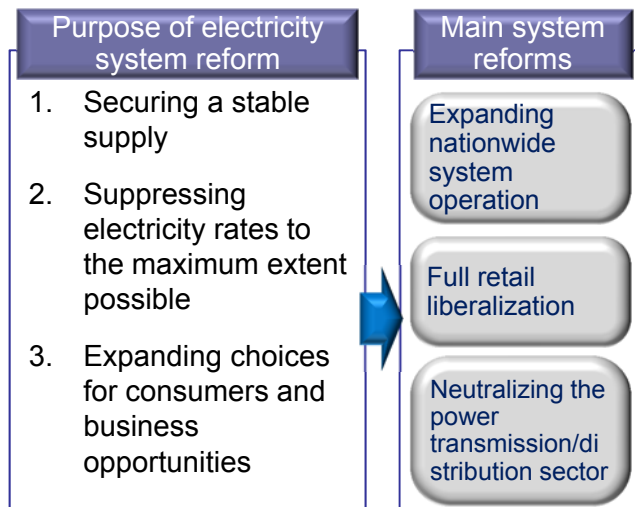 Purpose of electricity
system reform
1. Securing a stable
supply
2. Suppressing
electricity rates to
the maximum extent
possible
3. Expanding choices
for consumers and
business
opportunities
Main system
reforms
Expanding
nationwide
system
operation
Full retail
liberalization
Neutralizing the
power
transmission/di
stribution sector